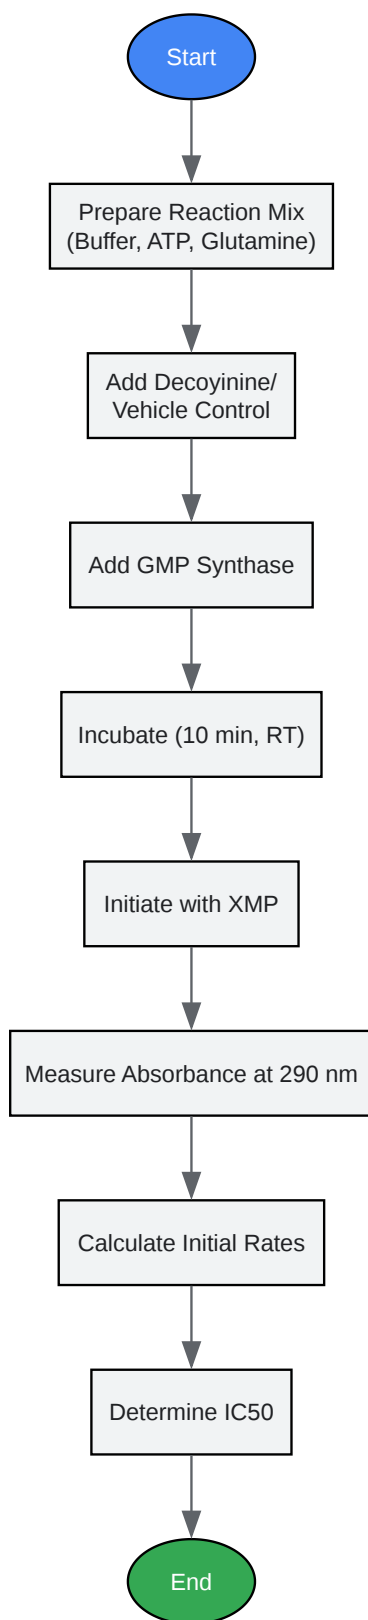 Start
Prepare Reaction Mix
(Buffer, ATP, Glutamine)
Add Decoyinine/
Vehicle Control
Add GMP Synthase
Incubate (10 min, RT)
Initiate with XMP
Measure Absorbance at 290 nm
Calculate Initial Rates
Determine IC50
End